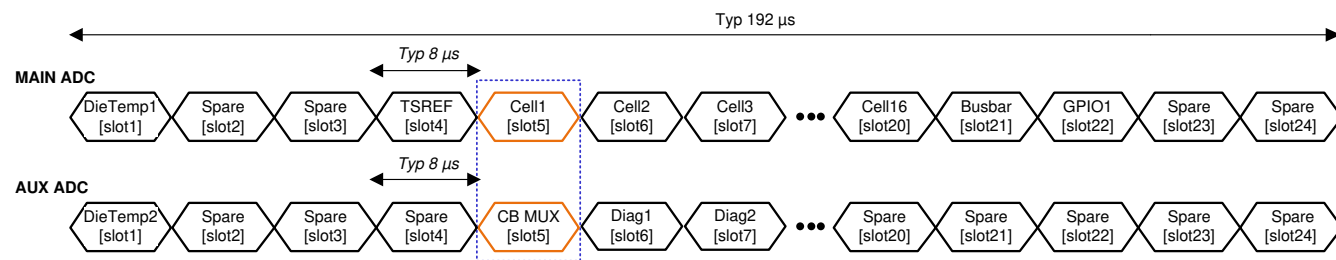 Typ 192 µs
Typ 8 µs
MAIN ADC
DieTemp1 Spare Spare TSREF Cell1 Cell2 Cell3 Cell16 Busbar GPIO1 Spare Spare
[slot1] [slot2] [slot3] [slot4] [slot5] [slot6] [slot7] [slot20] [slot21] [slot22] [slot23] [slot24]
Typ 8 µs
AUX ADC
DieTemp2 Spare Spare Spare CB MUX Diag1 Diag2 Spare Spare Spare Spare Spare
[slot1] [slot2] [slot3] [slot4] [slot5] [slot6] [slot7] [slot20] [slot21] [slot22] [slot23] [slot24]